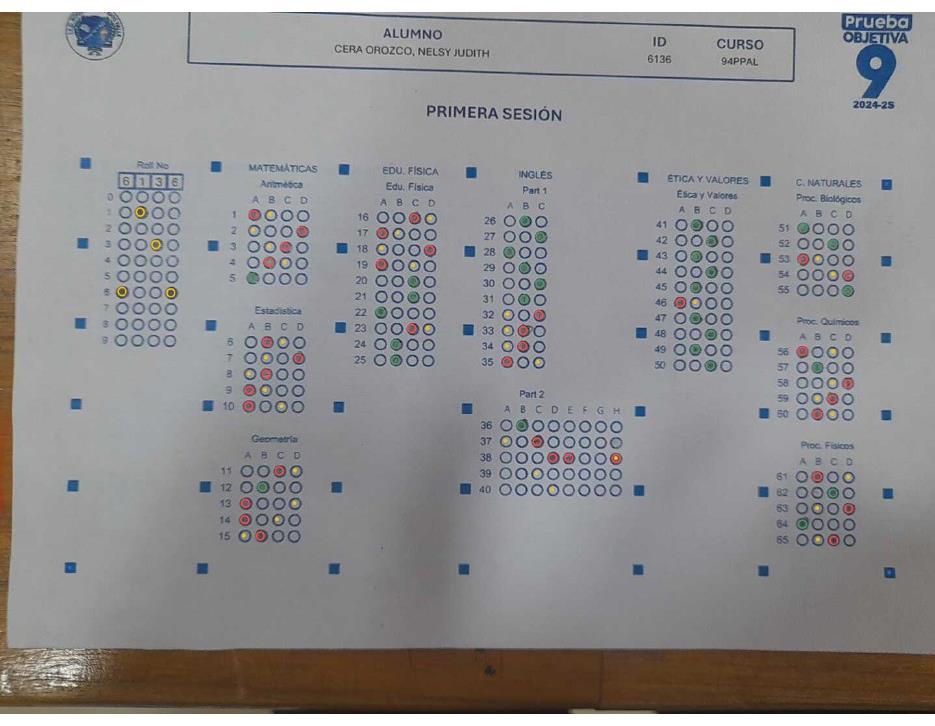 ALUMNO
CERA OROZCO, NELSY JUDITH
ID
6136
CURSO
94PPAL
Prueba
OBJETIVA
9
2024-2S
PRIMERA SESIÓN
Roll No
6 1 3 6
0
1
2
3
4
5
6
7
8
9
MATEMÁTICAS
Aritmética
A B C D
1
2
3
4
5
Estadística
A B C D
6
7
8
9
10
Geometría
A B C D
11
12
13
14
15
EDU. FÍSICA
Edu. Física
A B C D
16
17
18
19
20
21
22
23
24
25
INGLÉS
Part 1
A B C
26
27
28
29
30
31
32
33
34
35
Part 2
A B C D E F G H
36
37
38
39
40
ÉTICA Y VALORES
Ética y Valores
A B C D
41
42
43
44
45
46
47
48
49
50
C. NATURALES
Proc. Biológicos
A B C D
51
52
53
54
55
Proc. Químicos
A B C D
56
57
58
59
60
Proc. Físicos
A B C D
61
62
63
64
65